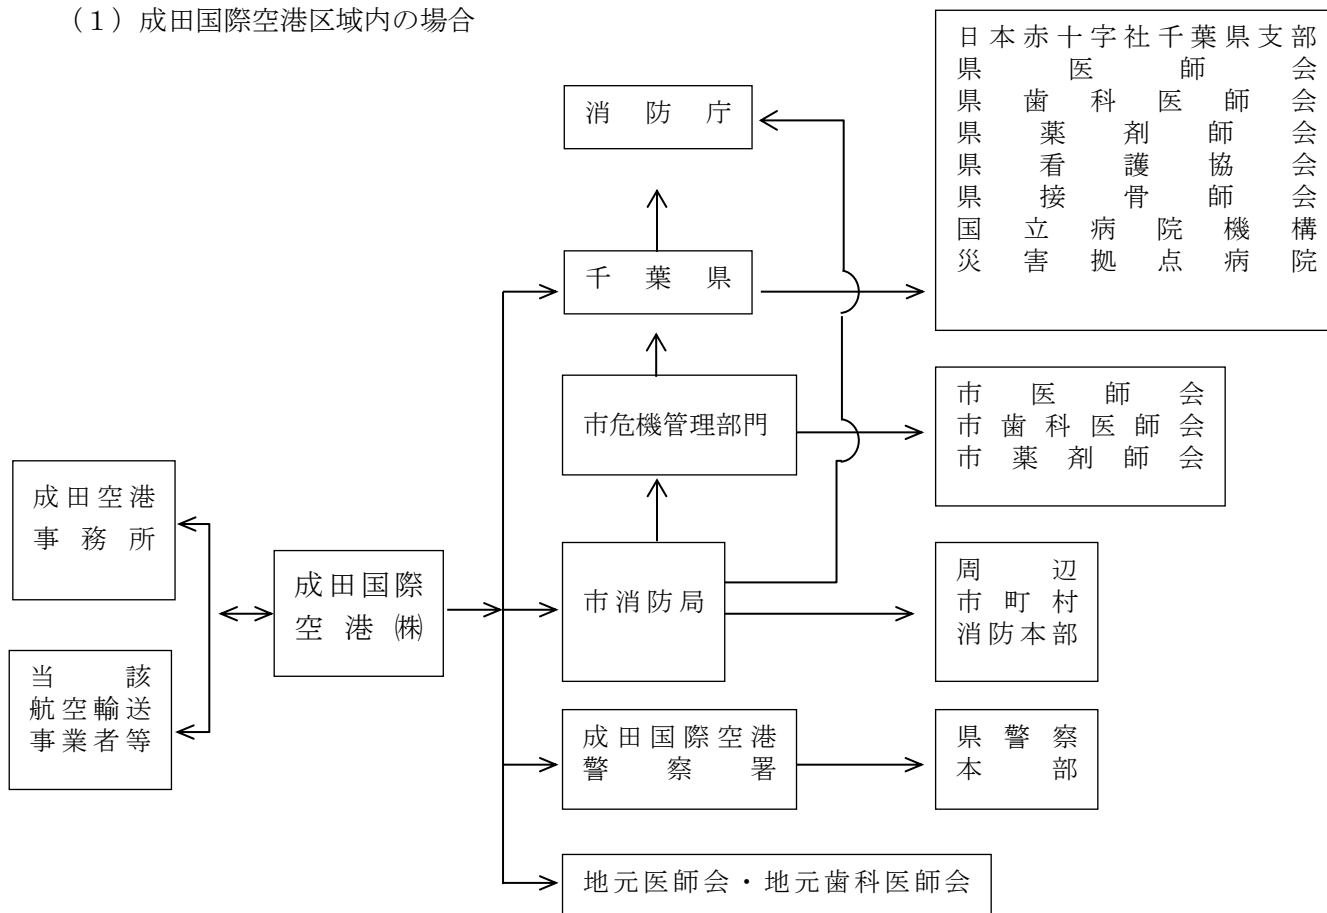 （１）成田国際空港区域内の場合
日本赤十字社千葉県支部
県医師会
県歯科医師会
県薬剤師会
県看護協会
県接骨師会
国立病院機構
災害拠点病院
消防庁
千葉県
市危機管理部門
市医師会
市歯科医師会
市薬剤師会
成田空港
事務所
成田国際
空港㈱
市消防局
周辺
市町村
消防本部
当該
航空輸送
事業者等
成田国際空港
警察署
県警察
本部
地元医師会・地元歯科医師会